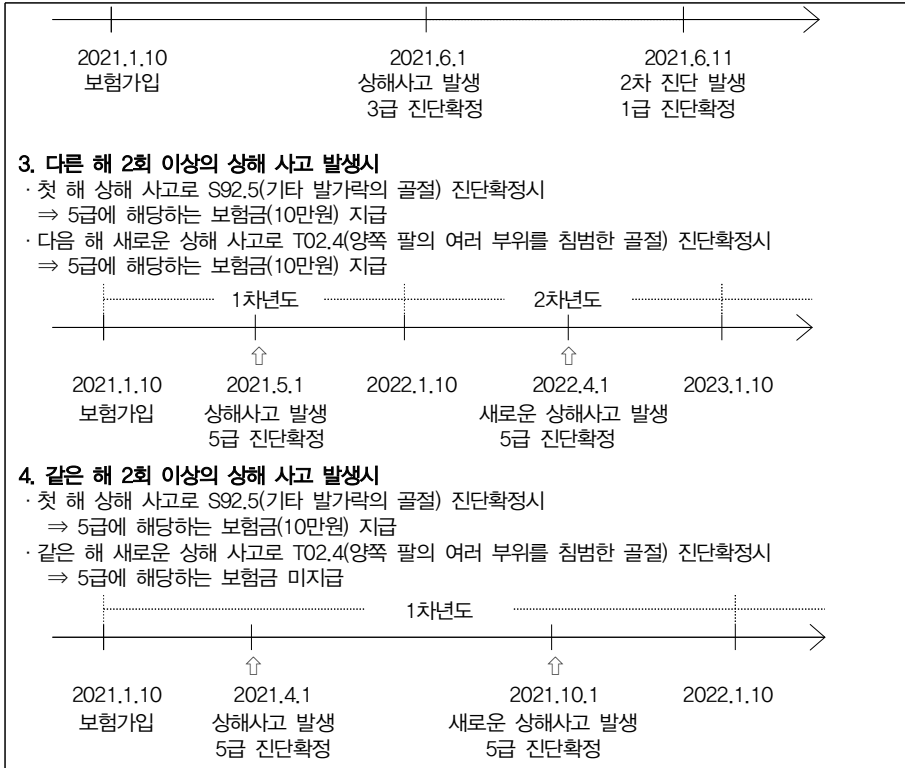 2021.1.10 2021.6.1 2021.6.11
보험가입 상해사고 발생 2차 진단 발생
3급 진단확정 1급 진단확정
3. 다른 해 2회 이상의 상해 사고 발생시
· 첫 해 상해 사고로 S92.5(기타 발가락의 골절) 진단확정시
⇒ 5급에 해당하는 보험금(10만원) 지급
· 다음 해 새로운 상해 사고로 T02.4(양쪽 팔의 여러 부위를 침범한 골절) 진단확정시
⇒ 5급에 해당하는 보험금(10만원) 지급
1차년도 2차년도
⇧ ⇧
2021.1.10 2021.5.1 2022.1.10 2022.4.1 2023.1.10
보험가입 상해사고 발생 새로운 상해사고 발생
5급 진단확정 5급 진단확정
4. 같은 해 2회 이상의 상해 사고 발생시
· 첫 해 상해 사고로 S92.5(기타 발가락의 골절) 진단확정시
⇒ 5급에 해당하는 보험금(10만원) 지급
· 같은 해 새로운 상해 사고로 T02.4(양쪽 팔의 여러 부위를 침범한 골절) 진단확정시
⇒ 5급에 해당하는 보험금 미지급
1차년도
⇧ ⇧
2021.1.10 2021.4.1 2021.10.1 2022.1.10
보험가입 상해사고 발생 새로운 상해사고 발생
5급 진단확정 5급 진단확정